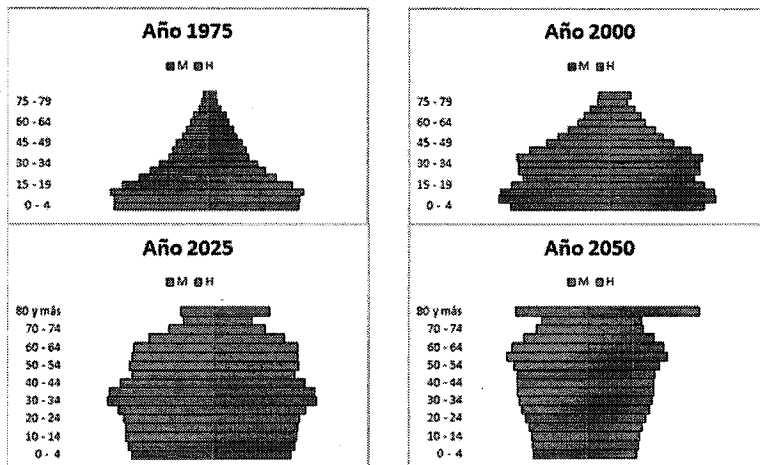 Año 1975
M H
75 - 79
60 - 64
45 - 49
30 - 34
15 - 19
0 - 4
Año 2000
M H
75 - 79
60 - 64
45 - 49
30 - 34
15 - 19
0 - 4
Año 2025
M H
80 y más
70 - 74
60 - 64
50 - 54
40 - 44
30 - 34
20 - 24
10 - 14
0 - 4
Año 2050
M H
80 y más
70 - 74
60 - 64
50 - 54
40 - 44
30 - 34
20 - 24
10 - 14
0 - 4